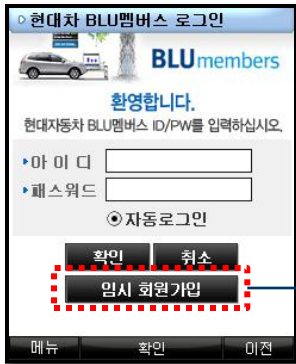 현대차 BLU멤버스 로그인
BLUmembers
환영합니다.
현대자동차 BLU멤버스 ID/PW를 입력하십시오,
아 이 디
패스워드
자동로그인
확인 취소
임시 회원가입
메뉴 확인 이전